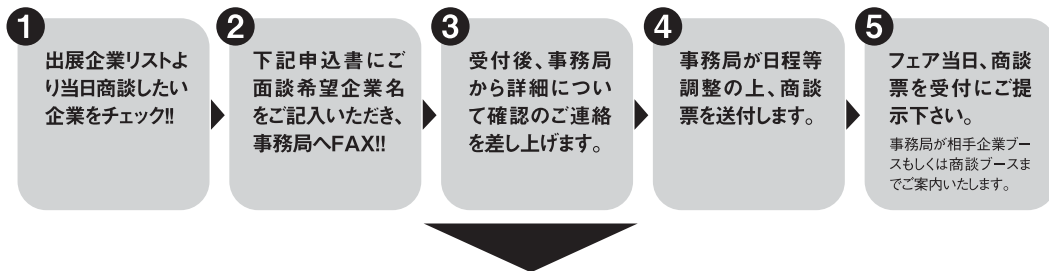 1
出展企業リストよ
り当日商談したい
企業をチェック!!
2
下記申込書にご
面談希望企業名
をご記入いただき、
事務局へFAX!!
3
受付後、事務局
から詳細につい
て確認のご連絡
を差し上げます。
4
事務局が日程等
調整の上、商談
票を送付します。
5
フェア当日、商談
票を受付にご提
示下さい。
事務局が相手企業ブー
スもしくは商談ブースま
でご案内いたします。